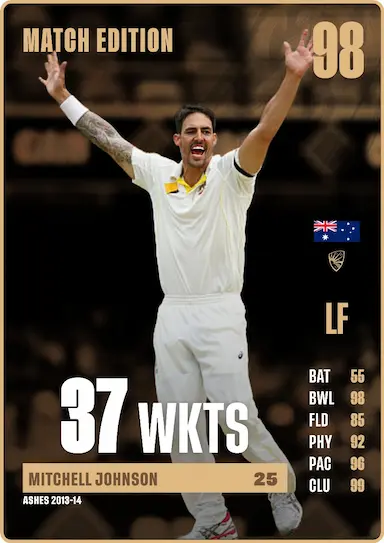 MATCH EDITION
98
LF
BAT 55
BWL 98
FLD 85
PHY 92
PAC 96
CLU 99
37 WKTS
MITCHELL JOHNSON 25
ASHES 2013-14